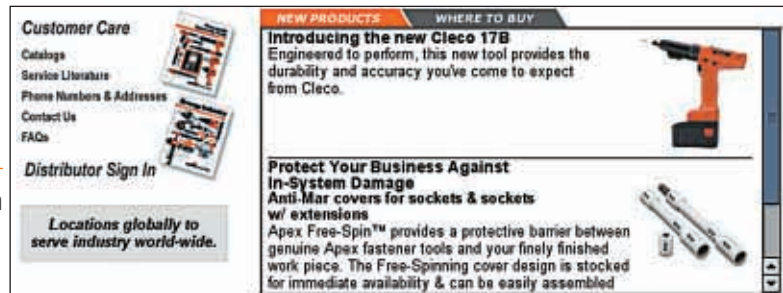 Customer Care
Catalogs
Service Literature
Phone Numbers & Addresses
Contact Us
FAQs
Distributor Sign In
Locations globally to
serve industry world-wide.
NEW PRODUCTS
WHERE TO BUY
Introducing the new Cleco 17B
Engineered to perform, this new tool provides the
durability and accuracy you've come to expect
from Cleco.
Protect Your Business Against
In-System Damage
Anti-Mar covers for sockets & sockets
w/ extensions
Apex Free-Spin™ provides a protective barrier between
genuine Apex fastener tools and your finely finished
work piece. The Free-Spinning cover design is stocked
for immediate availability & can be easily assembled